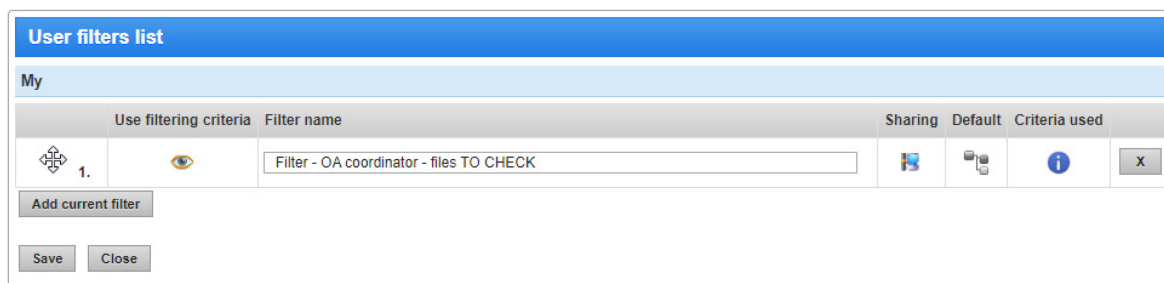 User filters list
My
Use filtering criteria Filter name Sharing Default Criteria used
1. Filter - OA coordinator - files TO CHECK i X
Add current filter
Save Close